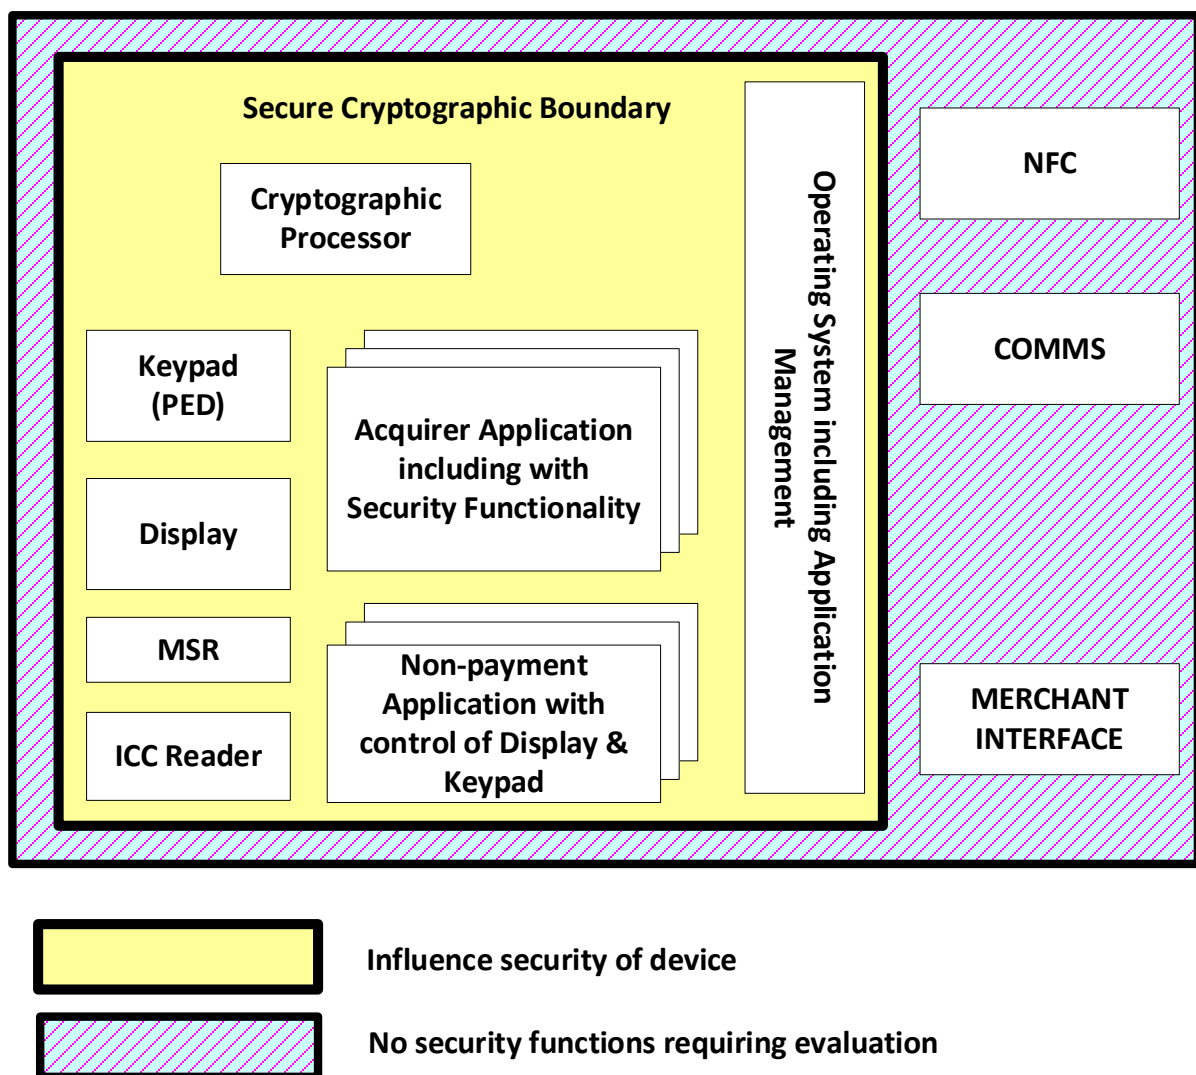 Secure Cryptographic Boundary
Cryptographic
Processor
Keypad
(PED)
Display
MSR
ICC Reader
Acquirer Application
including with
Security Functionality
Non-payment
Application with
control of Display &
Keypad
Operating System including Application
Management
NFC
COMMS
MERCHANT
INTERFACE
Influence security of device
No security functions requiring evaluation